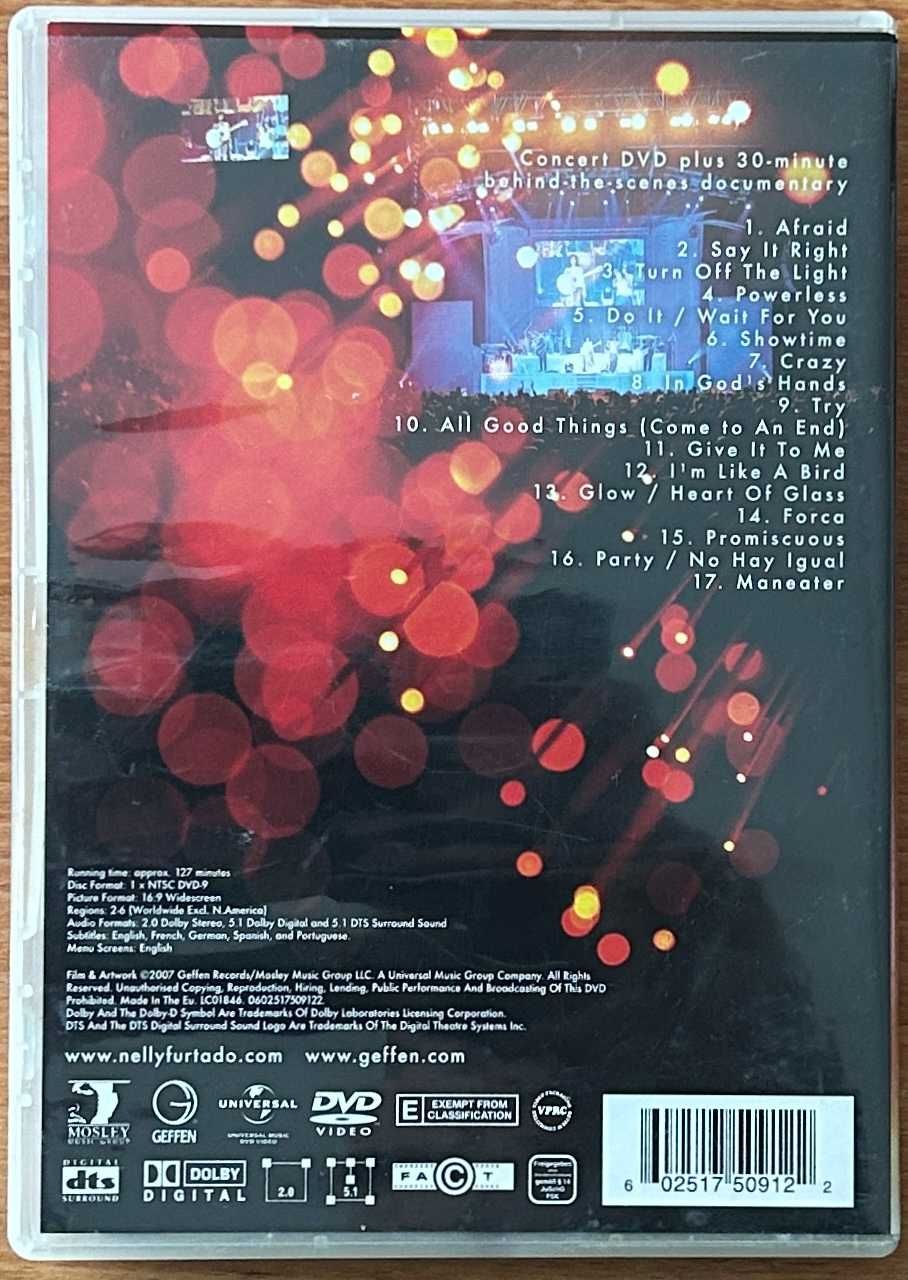 Concert DVD plus 30-minute
behind-the-scenes documentary
1. Afraid
2. Say It Right
3. Turn Off The Light
4. Powerless
5. Do It / Wait For You
6. Showtime
7. Crazy
8. In God's Hands
9. Try
10. All Good Things (Come to An End)
11. Give It To Me
12. I'm Like A Bird
13. Glow / Heart Of Glass
14. Forca
15. Promiscuous
16. Party / No Hay Igual
17. Maneater
Running time: approx. 127 minutes
Disc Format: 1 x NTSC DVD-9
Picture Format: 16:9 Widescreen
Regions: 2-6 (Worldwide Excl. N.America)
Audio Formats: 2.0 Dolby Stereo, 5.1 Dolby Digital and 5.1 DTS Surround Sound
Subtitles: English, French, German, Spanish, and Portuguese.
Menu Screens: English
Film & Artwork ©2007 Geffen Records/Mosley Music Group LLC. A Universal Music Group Company. All Rights
Reserved. Unauthorised Copying, Reproduction, Hiring, Lending, Public Performance And Broadcasting Of This DVD
Prohibited. Made In The Eu. LC01846. 0602517509122.
Dolby And The Dolby-D Symbol Are Trademarks Of Dolby Laboratories Licensing Corporation.
DTS And The DTS Digital Surround Sound Logo Are Trademarks Of The Digital Theatre Systems Inc.
www.nellyfurtado.com www.geffen.com
MOSLEY
MUSIC GROUP
GEFFEN
UNIVERSAL
UNIVERSAL MUSIC
DVD VIDEO
DVD
VIDEO
E EXEMPT FROM
CLASSIFICATION
VPRC
DIGITAL
dts
SURROUND
DOLBY
DIGITAL
2.0
5.1
FACT
Freigegeben
gemäß § 14
JuSchG
FSK
6 02517 50912 2